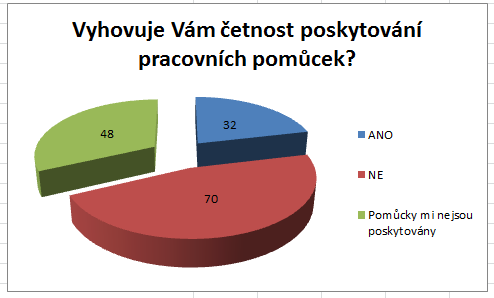 Vyhovuje Vám četnost poskytování
pracovních pomůcek?
48
32
70
ANO
NE
Pomůcky mi nejsou
poskytovány